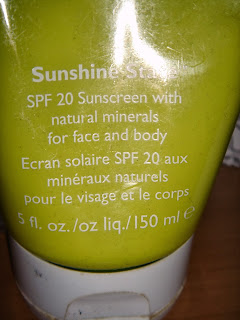 Sunshine
SPF 20 Sunscreen with
natural minerals
for face and body
Ecran solaire SPF 20 aux
minéraux naturels
pour le visage et le corps
5 fl. oz./oz liq./150 ml e